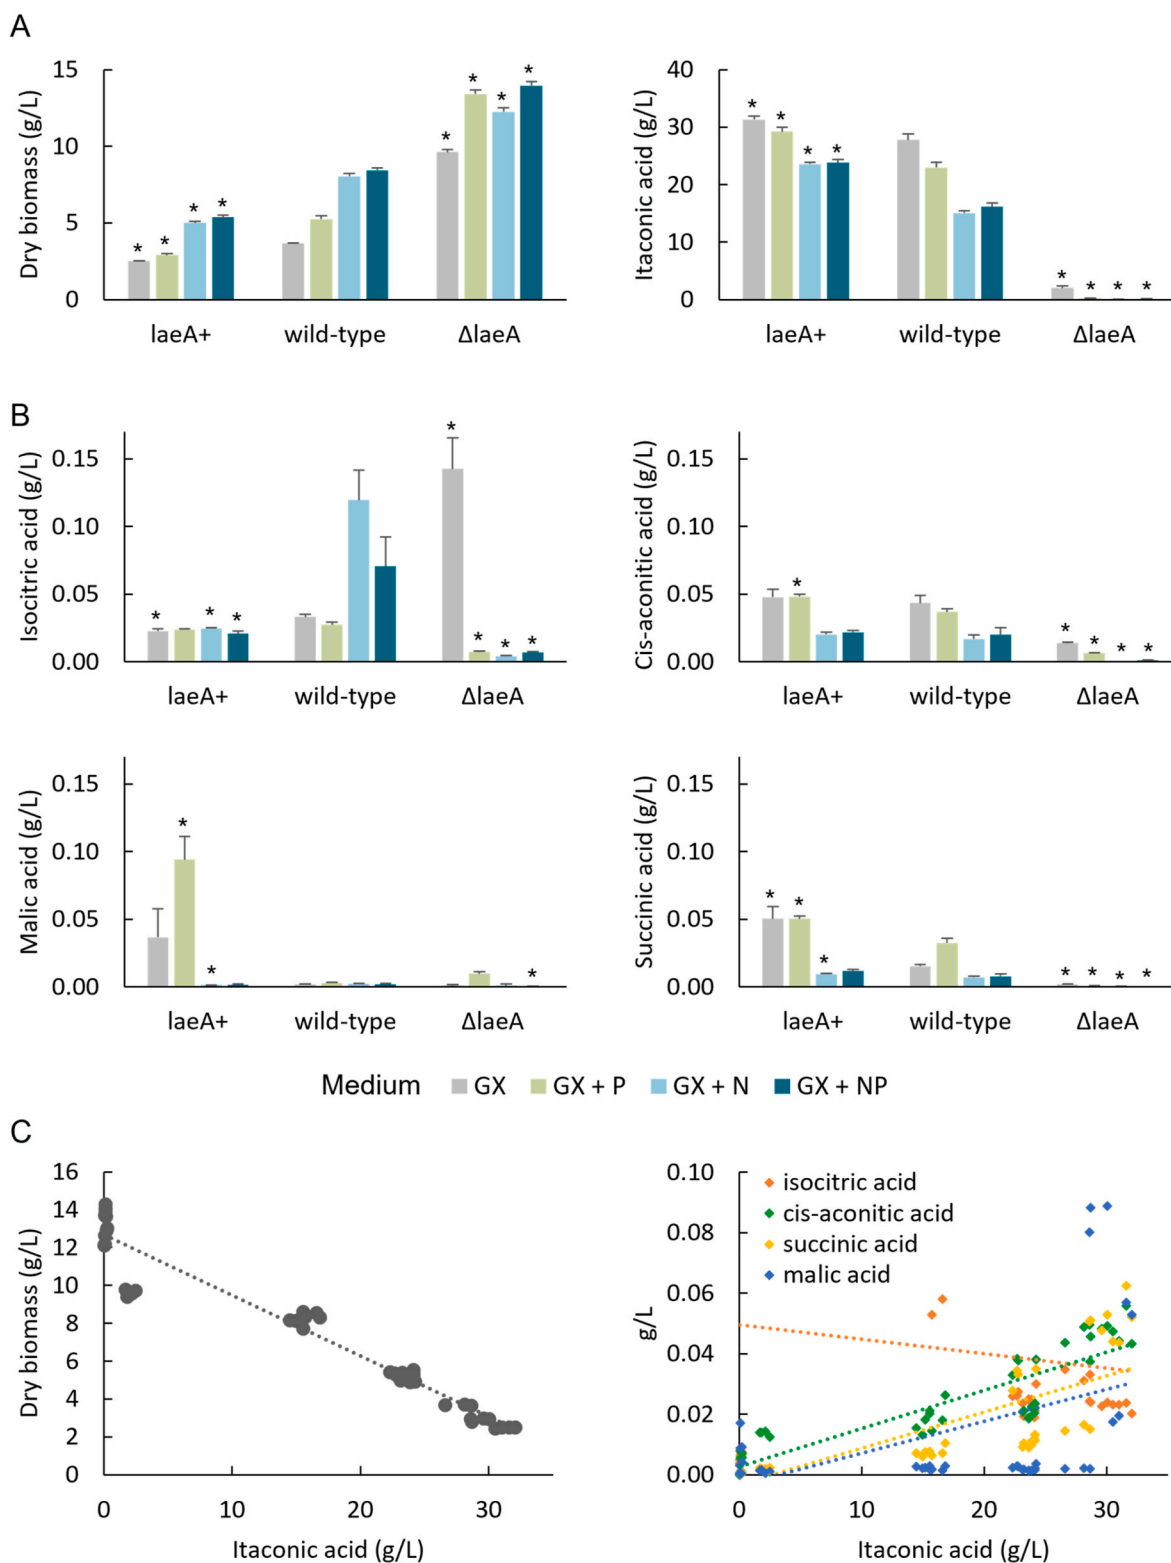 A
Dry biomass (g/L)
15
10
5
0
* * * *
* * * *
laeA+ wild-type ΔlaeA
Itaconic acid (g/L)
40
30
20
10
0
* * * *
* * * *
laeA+ wild-type ΔlaeA
B
Isocitric acid (g/L)
0.15
0.10
0.05
0.00
* * *
* * * *
laeA+ wild-type ΔlaeA
Cis-aconitic acid (g/L)
0.15
0.10
0.05
0.00
*
* * * *
laeA+ wild-type ΔlaeA
Malic acid (g/L)
0.15
0.10
0.05
0.00
* *
*
laeA+ wild-type ΔlaeA
Succinic acid (g/L)
0.15
0.10
0.05
0.00
* * *
* * * *
laeA+ wild-type ΔlaeA
Medium GX GX + P GX + N GX + NP
C
Dry biomass (g/L)
16
14
12
10
8
6
4
2
0
0 10 20 30
Itaconic acid (g/L)
g/L
0.10
0.08
0.06
0.04
0.02
0.00
isocitric acid
cis-aconitic acid
succinic acid
malic acid
0 10 20 30
Itaconic acid (g/L)